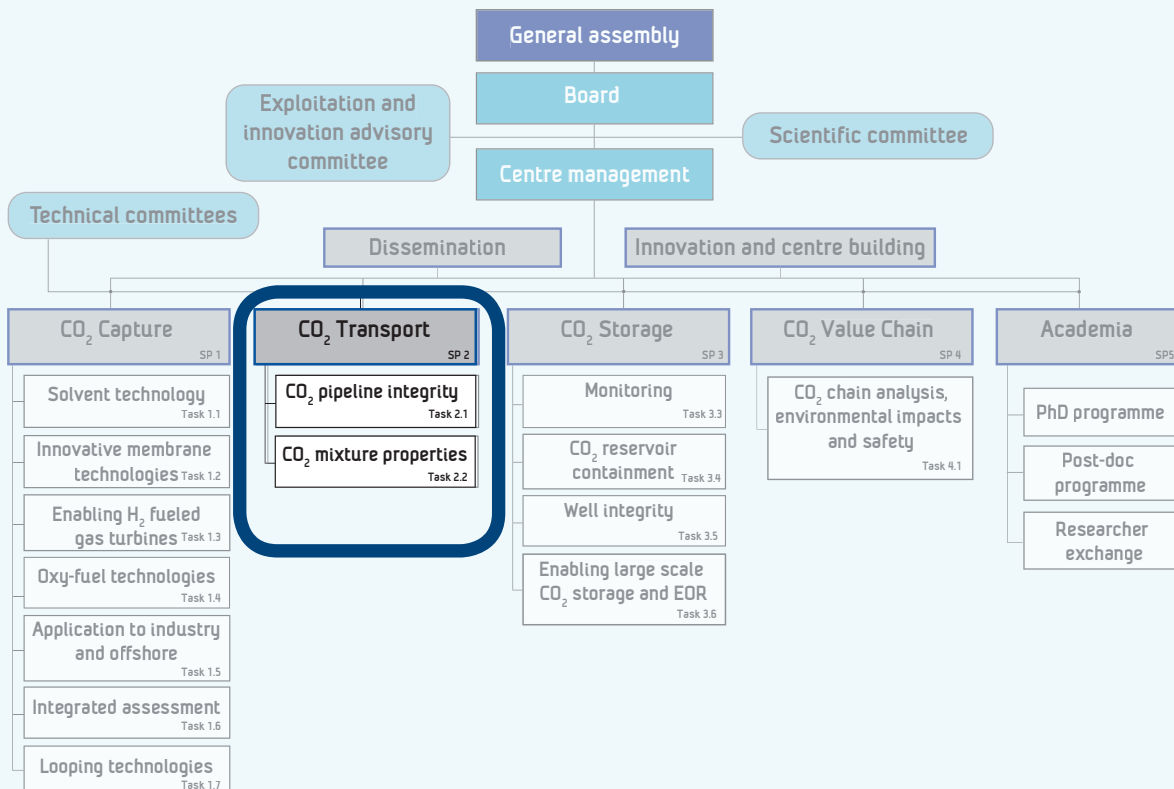 General assembly
Board
Exploitation and
innovation advisory
committee
Scientific committee
Centre management
Technical committees
Dissemination
Innovation and centre building
CO₂ Capture
SP 1
Solvent technology
Task 1.1
Innovative membrane
technologies Task 1.2
Enabling H₂ fueled
gas turbines Task 1.3
Oxy-fuel technologies
Task 1.4
Application to industry
and offshore
Task 1.5
Integrated assessment
Task 1.6
Looping technologies
Task 1.7
CO₂ Transport
SP 2
CO₂ pipeline integrity
Task 2.1
CO₂ mixture properties
Task 2.2
CO₂ Storage
SP 3
Monitoring
Task 3.3
CO₂ reservoir
containment Task 3.4
Well integrity
Task 3.5
Enabling large scale
CO₂ storage and EOR
Task 3.6
CO₂ Value Chain
SP 4
CO₂ chain analysis,
environmental impacts
and safety
Task 4.1
Academia
SP5
PhD programme
Post-doc
programme
Researcher
exchange